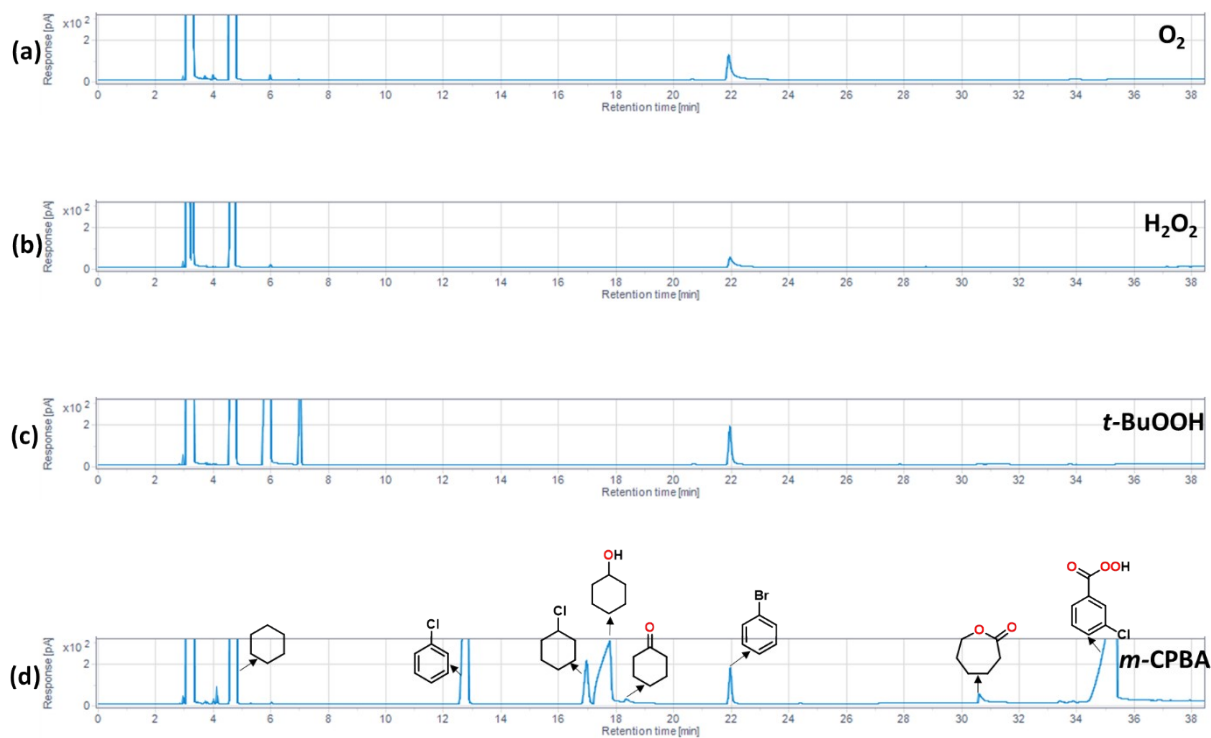 (a)
O2
Response [pA]
x10 2
2
0
0 2 4 6 8 10 12 14 16 18 20 22 24 26 28 30 32 34 36 38
Retention time [min]
(b)
H2O2
Response [pA]
x10 2
2
0
0 2 4 6 8 10 12 14 16 18 20 22 24 26 28 30 32 34 36 38
Retention time [min]
(c)
t-BuOOH
Response [pA]
x10 2
2
0
0 2 4 6 8 10 12 14 16 18 20 22 24 26 28 30 32 34 36 38
Retention time [min]
(d)
m-CPBA
Response [pA]
x10 2
2
0
Cl
Cl
OH
O
Br
O O
O OOH
Cl
0 2 4 6 8 10 12 14 16 18 20 22 24 26 28 30 32 34 36 38
Retention time [min]